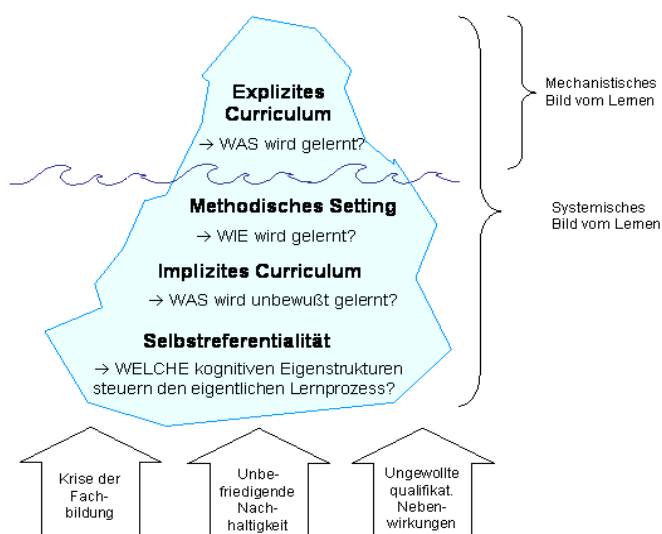 Explizites
Curriculum
→ WAS wird gelernt?
Mechanistisches
Bild vom Lernen
Methodisches Setting
→ WIE wird gelernt?
Implizites Curriculum
→ WAS wird unbewußt gelernt?
Selbstreferentialität
→ WELCHE kognitiven Eigenstrukturen
steuern den eigentlichen Lernprozess?
Systemisches
Bild vom Lernen
Krise der
Fach-
bildung
Unbe-
friedigende
Nach-
haltigkeit
Ungewollte
qualifikat.
Neben-
wirkungen